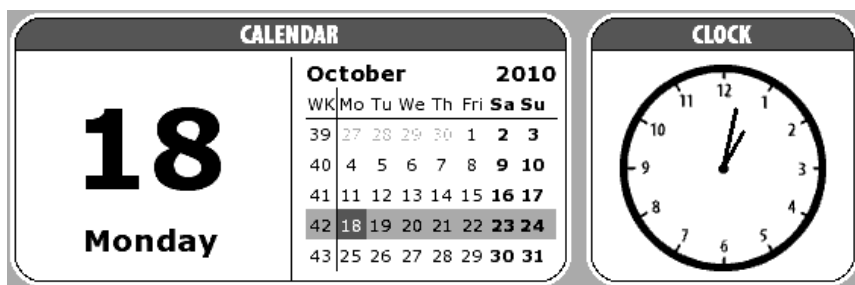 CALENDAR
18
Monday
October 2010
WK Mo Tu We Th Fri Sa Su
39 27 28 29 30 1 2 3
40 4 5 6 7 8 9 10
41 11 12 13 14 15 16 17
42 18 19 20 21 22 23 24
43 25 26 27 28 29 30 31
CLOCK
12
1
2
3
4
5
6
7
8
9
10
11